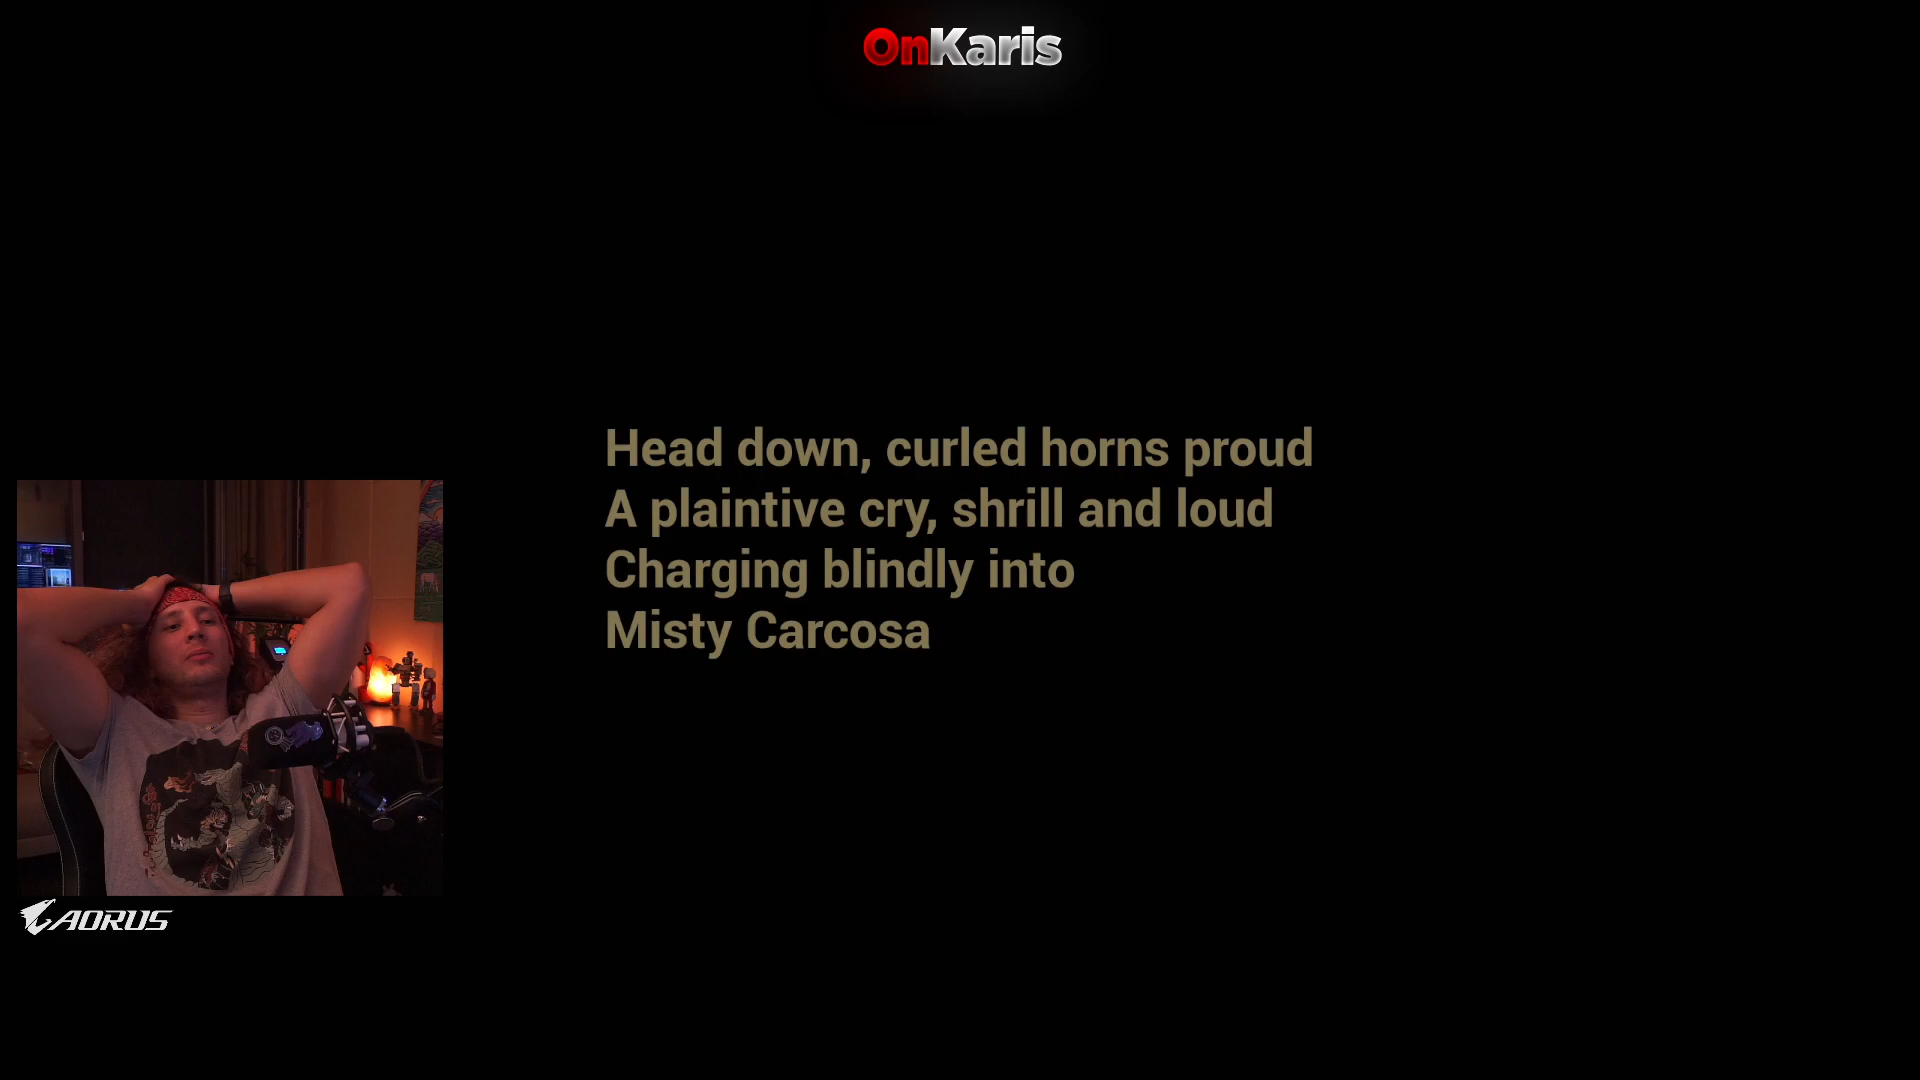 OnKaris
Head down, curled horns proud
A plaintive cry, shrill and loud
Charging blindly into
Misty Carcosa
AORUS